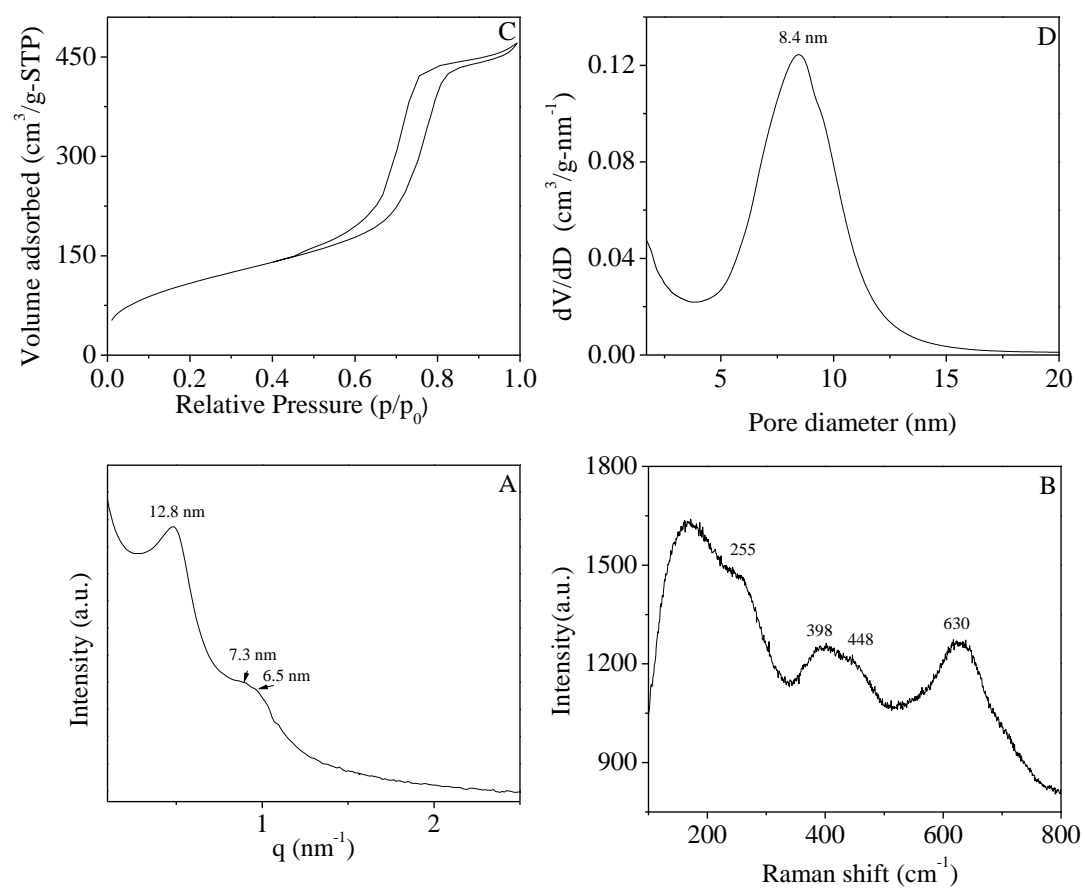 C
Volume adsorbed (cm³/g-STP)
450
300
150
0
0.0 0.2 0.4 0.6 0.8 1.0
Relative Pressure (p/p₀)
D
8.4 nm
dV/dD (cm³/g-nm⁻¹)
0.12
0.08
0.04
0.00
5 10 15 20
Pore diameter (nm)
A
12.8 nm
7.3 nm
6.5 nm
Intensity (a.u.)
1 2
q (nm⁻¹)
B
255
398
448
630
Intensity(a.u.)
1800
1500
1200
900
200 400 600 800
Raman shift (cm⁻¹)